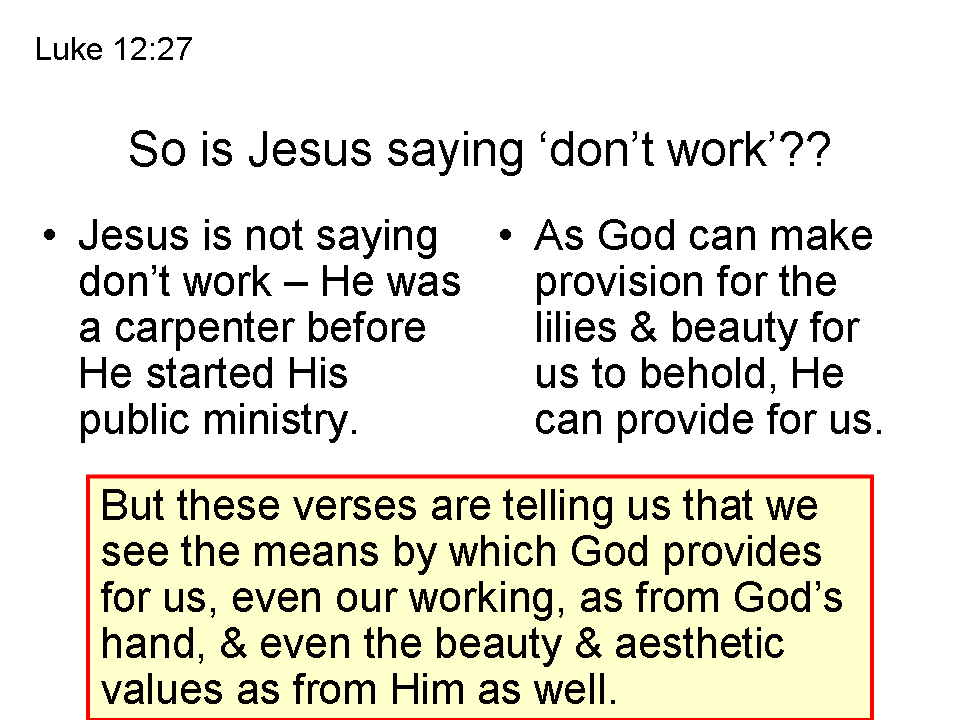 Luke 12:27
So is Jesus saying ‘don’t work’??
• Jesus is not saying
don’t work – He was
a carpenter before
He started His
public ministry.
• As God can make
provision for the
lilies & beauty for
us to behold, He
can provide for us.
But these verses are telling us that we
see the means by which God provides
for us, even our working, as from God’s
hand, & even the beauty & aesthetic
values as from Him as well.